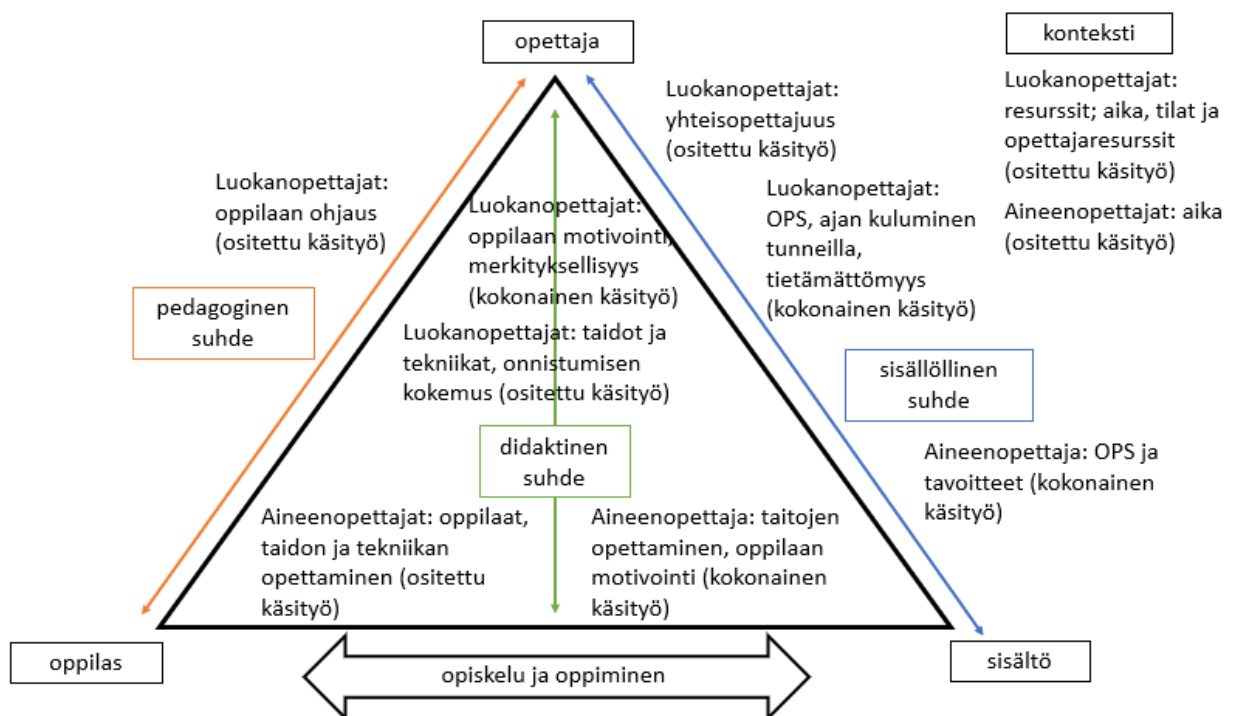 opettaja
konteksti
Luokanopettajat:
resurssit; aika, tilat ja
opettajaresurssit
(ositettu käsityö)
Aineenopettajat: aika
(ositettu käsityö)
Luokanopettajat:
yhteisopettajuus
(ositettu käsityö)
Luokanopettajat:
oppilaan ohjaus
(ositettu käsityö)
Luokanopettajat:
oppilaan motivointi,
merkityksellisyys
(kokonainen käsityö)
Luokanopettajat:
OPS, ajan kuluminen
tunneilla,
tietämättömyys
(kokonainen käsityö)
pedagoginen
suhde
Luokanopettajat: taidot ja
tekniikat, onnistumisen
kokemus (ositettu käsityö)
sisällöllinen
suhde
didaktinen
suhde
Aineenopettaja: OPS ja
tavoitteet (kokonainen
käsityö)
Aineenopettajat: oppilaat,
taidon ja tekniikan
opettaminen (ositettu
käsityö)
Aineenopettaja: taitojen
opettaminen, oppilaan
motivointi (kokonainen
käsityö)
oppilas
opiskelu ja oppiminen
sisältö